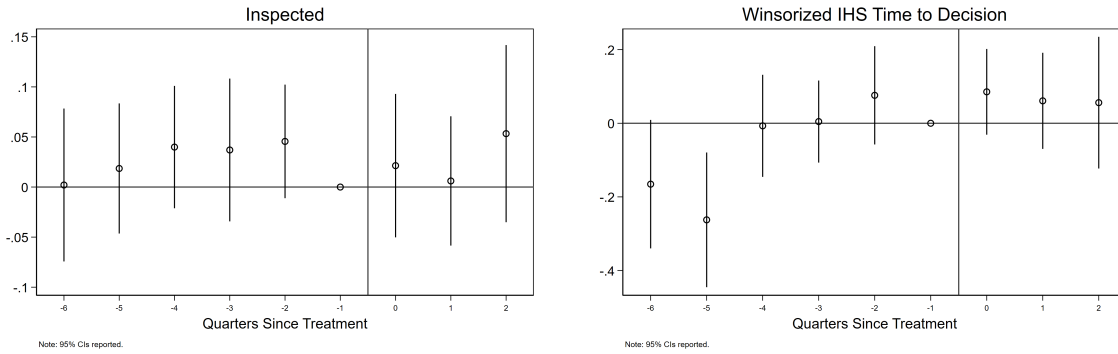 Inspected
.15
.1
.05
0
-.05
-.1
-6 -5 -4 -3 -2 -1 0 1 2
Quarters Since Treatment
Note: 95% CIs reported.
Winsorized IHS Time to Decision
.2
0
-.2
-.4
-6 -5 -4 -3 -2 -1 0 1 2
Quarters Since Treatment
Note: 95% CIs reported.